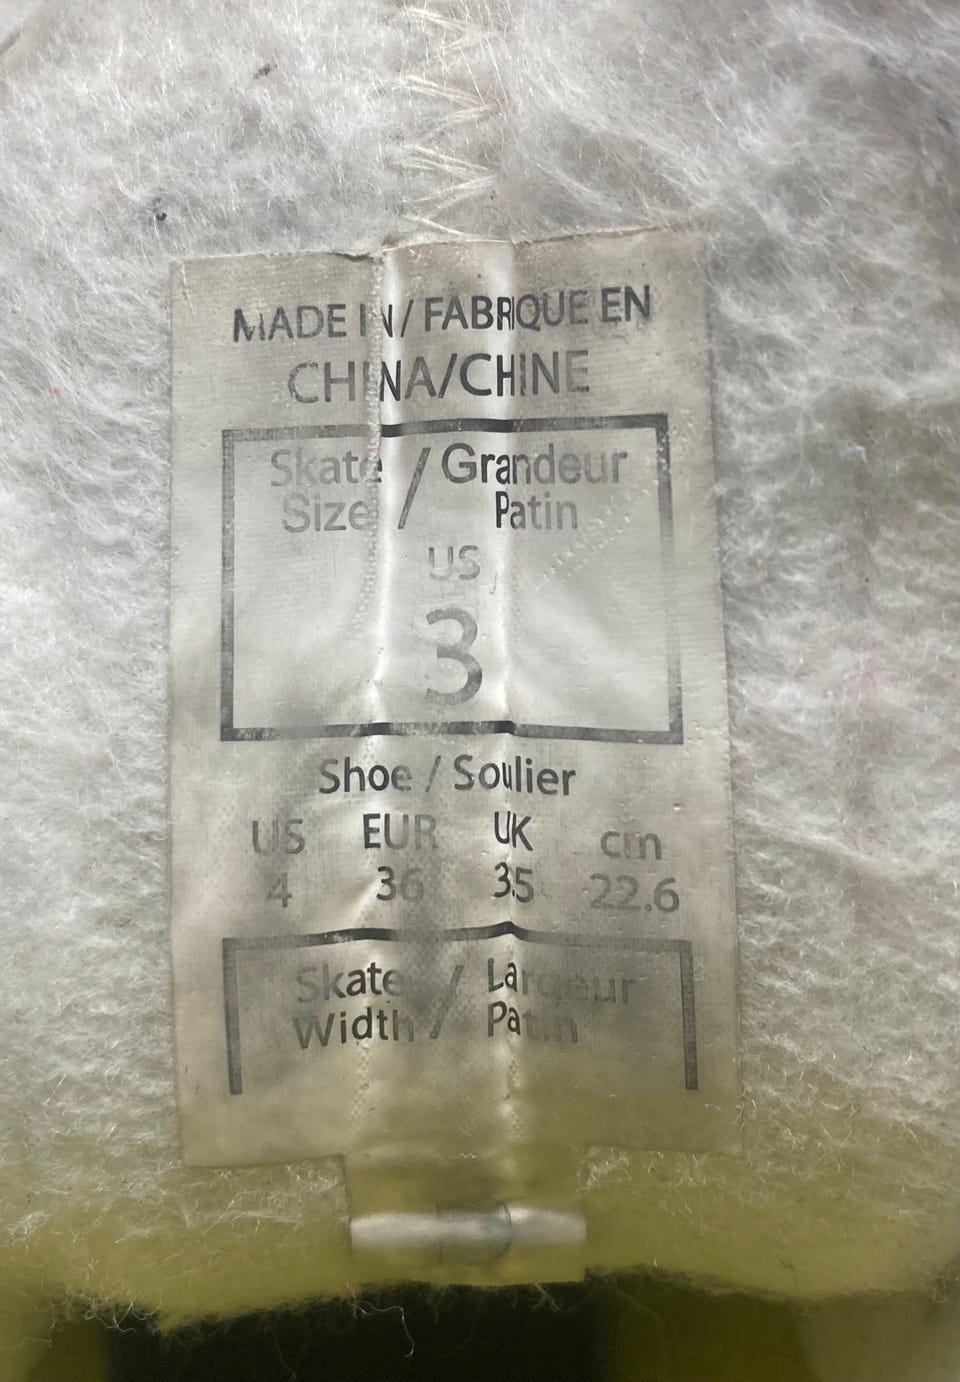 MADE IN / FABRIQUE EN
CHINA/CHINE
Skate / Grandeur
Size Patin
US
3
Shoe / Soulier
US EUR UK cm
4 36 3.5 22.6
Skate / Largeur
Width Patin